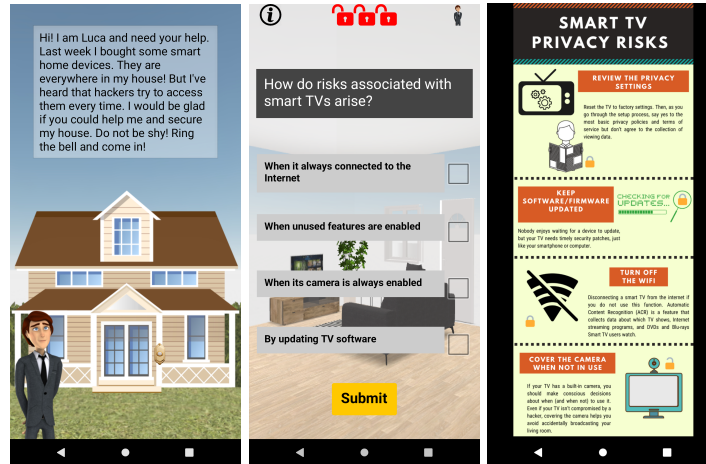 Hi! I am Luca and need your help.
Last week I bought some smart
home devices. They are
everywhere in my house! But I've
heard that hackers try to access
them every time. I would be glad
if you could help me and secure
my house. Do not be shy! Ring
the bell and come in!
How do risks associated with
smart TVs arise?
When it always connected to the
Internet
When unused features are enabled
When its camera is always enabled
By updating TV software
Submit
SMART TV
PRIVACY RISKS
REVIEW THE PRIVACY
SETTINGS
Reset the TV to factory settings. Then, as
you go through the setup process, say yes to the
most basic privacy policies and terms of
service but don't agree to the collection of
viewing data.
KEEP
SOFTWARE/FIRMWARE
UPDATED
CHECKING FOR
UPDATES...
Nobody enjoys waiting for a device to update,
but your TV needs timely security patches, just
like your smartphone or computer.
TURN OFF
THE WIFI
Disconnecting a smart TV from the internet if
you do not use this function. Automatic
Content Recognition (ACR) is a feature that
collects data about which TV shows, Internet
streaming programs, and DVDs and Blu-rays
Smart TV users watch.
COVER THE CAMERA
WHEN NOT IN USE
If your TV has a built-in camera, you
should make conscious decisions
about when (and when not) to use it.
Even if your TV isn't compromised by a
hacker, covering the camera helps you
avoid accidentally broadcasting your
living room.